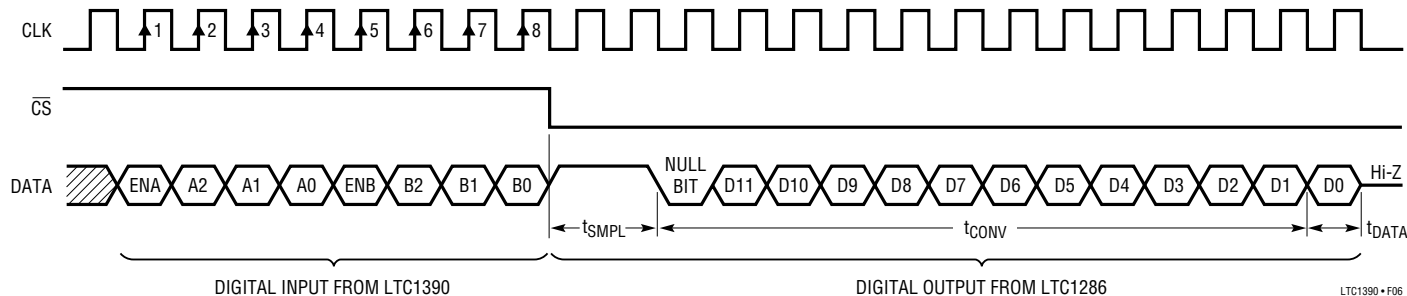 CLK 1 2 3 4 5 6 7 8
CS
DATA ENA A2 A1 A0 ENB B2 B1 B0 NULL BIT D11 D10 D9 D8 D7 D6 D5 D4 D3 D2 D1 D0 Hi-Z
tSMPL tCONV tDATA
DIGITAL INPUT FROM LTC1390 DIGITAL OUTPUT FROM LTC1286
LTC1390 • F06